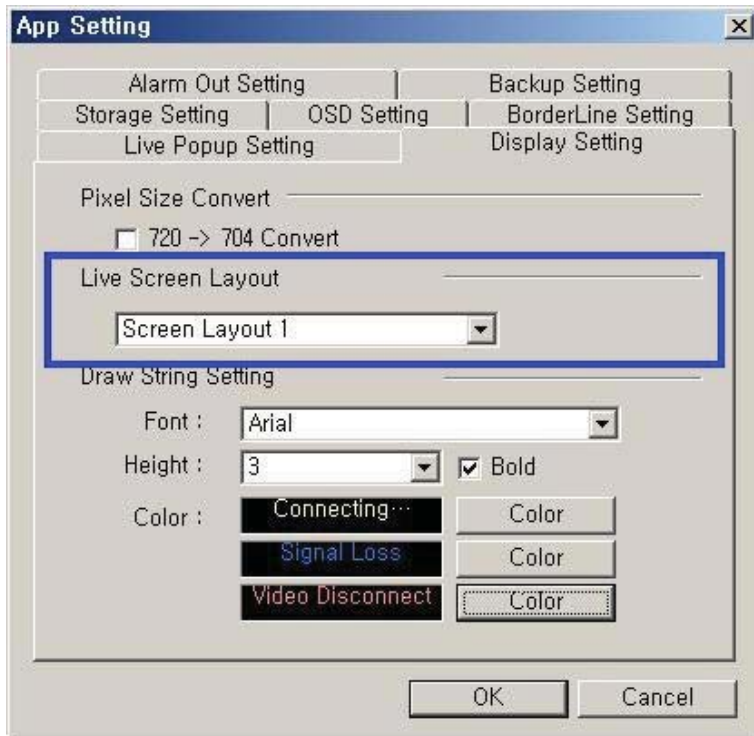 App Setting
Alarm Out Setting
Backup Setting
Storage Setting
OSD Setting
BorderLine Setting
Live Popup Setting
Display Setting
Pixel Size Convert
720 -> 704 Convert
Live Screen Layout
Screen Layout 1
Draw String Setting
Font :
Arial
Height :
3
Bold
Color :
Connecting…
Color
Signal Loss
Color
Video Disconnect
Color
OK
Cancel